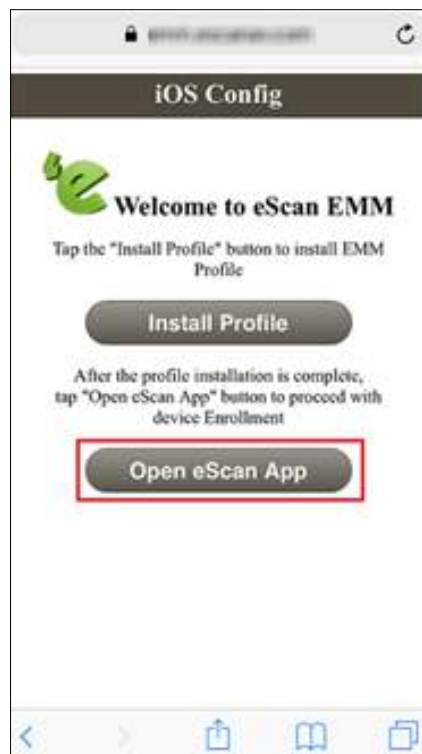 iOS Config
Welcome to eScan EMM
Tap the "Install Profile" button to install EMM
Profile
Install Profile
After the profile installation is complete,
tap "Open eScan App" button to proceed with
device Enrollment
Open eScan App